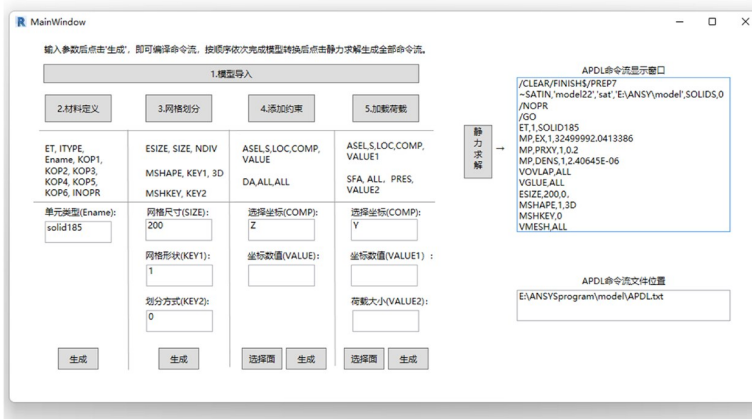 MainWindow
输入参数后点击'生成'，即可编译命令流，按顺序依次完成模型转换后点击静力求解生成全部命令流。
1.模型导入
2.材料定义
3.网格划分
4.添加约束
5.加载荷载
ET, ITYPE,
Ename, KOP1,
KOP2, KOP3,
KOP4, KOP5,
KOP6, INOPR
单元类型(Ename):
solid185
生成
ESIZE, SIZE, NDIV
MSHAPE, KEY1, 3D
MSHKEY, KEY2
网格尺寸(SIZE):
200
网格形状(KEY1):
1
划分方式(KEY2):
0
生成
ASEL,S,LOC,COMP,
VALUE
DA,ALL,ALL
选择坐标(COMP):
Z
坐标数值(VALUE):
选择面
生成
ASEL,S,LOC,COMP,
VALUE1
SFA, ALL, PRES,
VALUE2
选择坐标(COMP):
Y
坐标数值(VALUE1) :
荷载大小(VALUE2):
选择面
生成
静
力
求
解
→
APDL命令流显示窗口
/CLEAR/FINISH$/PREP7
~SATIN,'model22','sat','E:\ANSY\model',SOLIDS,0
/NOPR
/GO
ET,1,SOLID185
MP,EX,1,32499992.0413386
MP,PRXY,1,0.2
MP,DENS,1,2.40645E-06
VOVLAP,ALL
VGLUE,ALL
ESIZE,200,0,
MSHAPE,1,3D
MSHKEY,0
VMESH,ALL
APDL命令流文件位置
E:\ANSYSprogram\model\APDL.txt